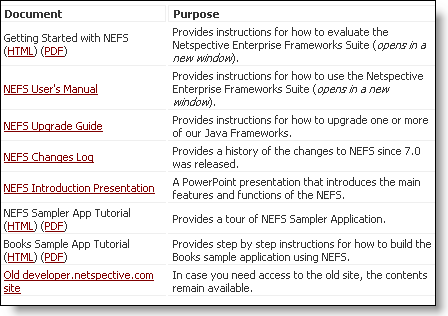 Document Purpose
Getting Started with NEFS
(HTML) (PDF)
Provides instructions for how to evaluate the
Netspective Enterprise Frameworks Suite (opens in a
new window).
NEFS User's Manual
Provides instructions for how to use the Netspective
Enterprise Frameworks Suite (opens in a new
window).
NEFS Upgrade Guide
Provides instructions for how to upgrade one or more
of our Java Frameworks.
NEFS Changes Log
Provides a history of the changes to NEFS since 7.0
was released.
NEFS Introduction Presentation
A PowerPoint presentation that introduces the main
features and functions of the NEFS.
NEFS Sampler App Tutorial
(HTML) (PDF)
Provides a tour of NEFS Sampler Application.
Books Sample App Tutorial
(HTML) (PDF)
Provides step by step instructions for how to build the
Books sample application using NEFS.
Old developer.netspective.com
site
In case you need access to the old site, the contents
remain available.